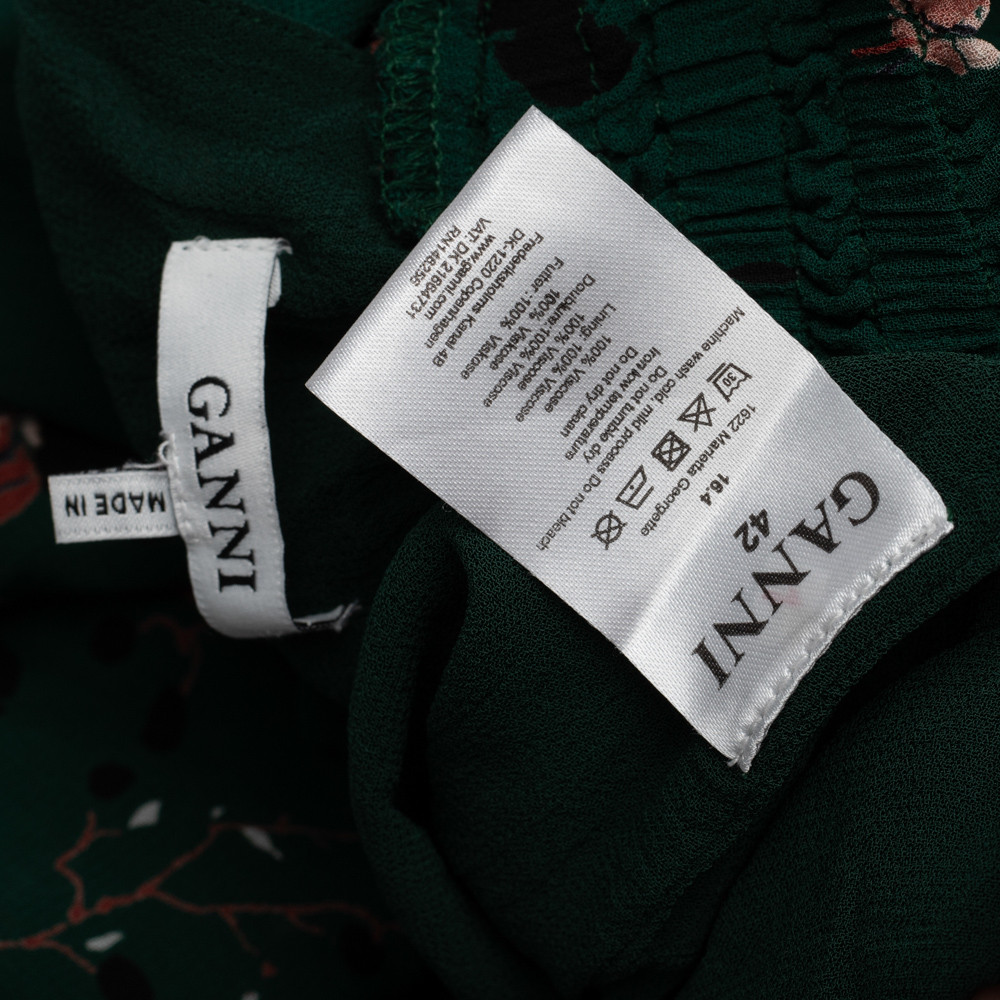 GANNI
MADE IN
GANNI
42
16.4
1622 Marietta Georgette
30
Machine wash cold, mild process Do not bleach
Do not tumble dry
Iron low temperature
Do not dry clean
100% Viscose
Lining: 100% Viscose
100% Viscose
100% Viskose
Futter: 100% Viskose
Frederiksholms Kanal 4B
DK-1220 Copenhagen
www.ganni.com
VAT: DK 21664731
RN146256